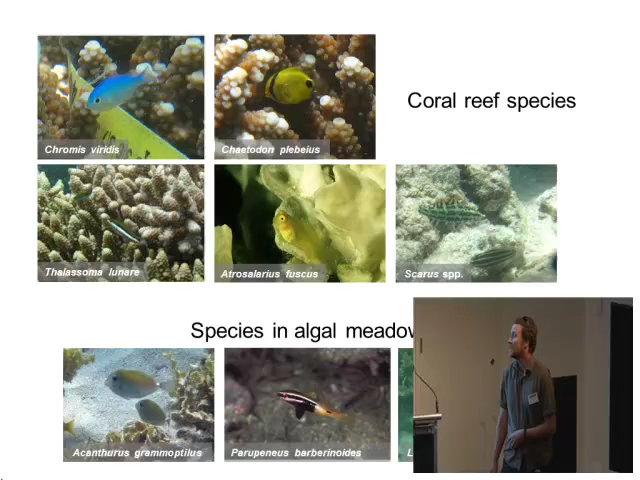 Coral reef species
Chromis viridis
Chaetodon plebeius
Thalassoma lunare
Atrosalarius fuscus
Scarus spp.
Species in algal meadow
Acanthurus grammoptilus
Parupeneus barberinoides
L